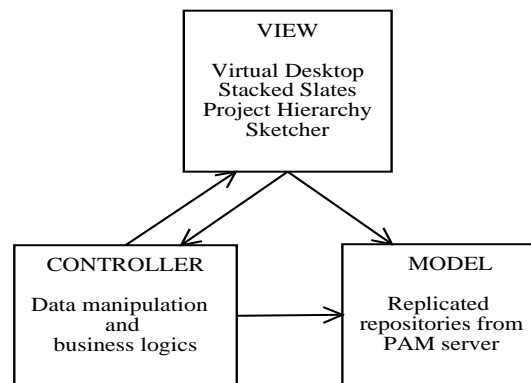 VIEW
Virtual Desktop
Stacked Slates
Project Hierarchy
Sketcher
CONTROLLER
Data manipulation
and
business logics
MODEL
Replicated
repositories from
PAM server